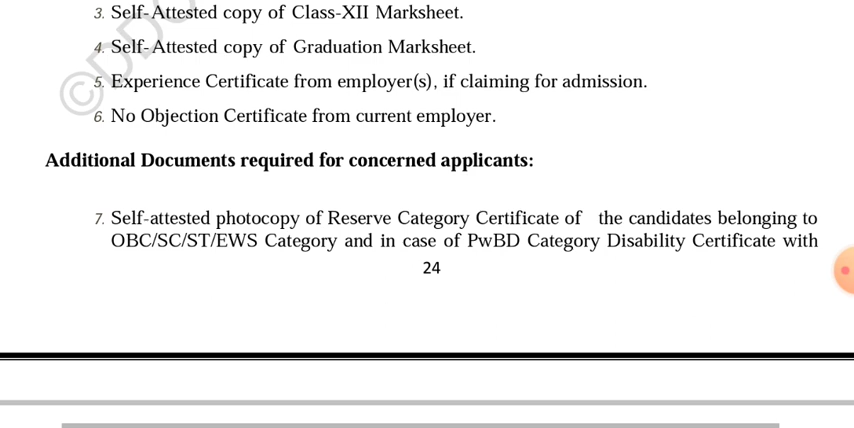 3. Self-Attested copy of Class-XII Marksheet.
4. Self-Attested copy of Graduation Marksheet.
5. Experience Certificate from employer(s), if claiming for admission.
6. No Objection Certificate from current employer.
Additional Documents required for concerned applicants:
7. Self-attested photocopy of Reserve Category Certificate of the candidates belonging to
OBC/SC/ST/EWS Category and in case of PwBD Category Disability Certificate with
24